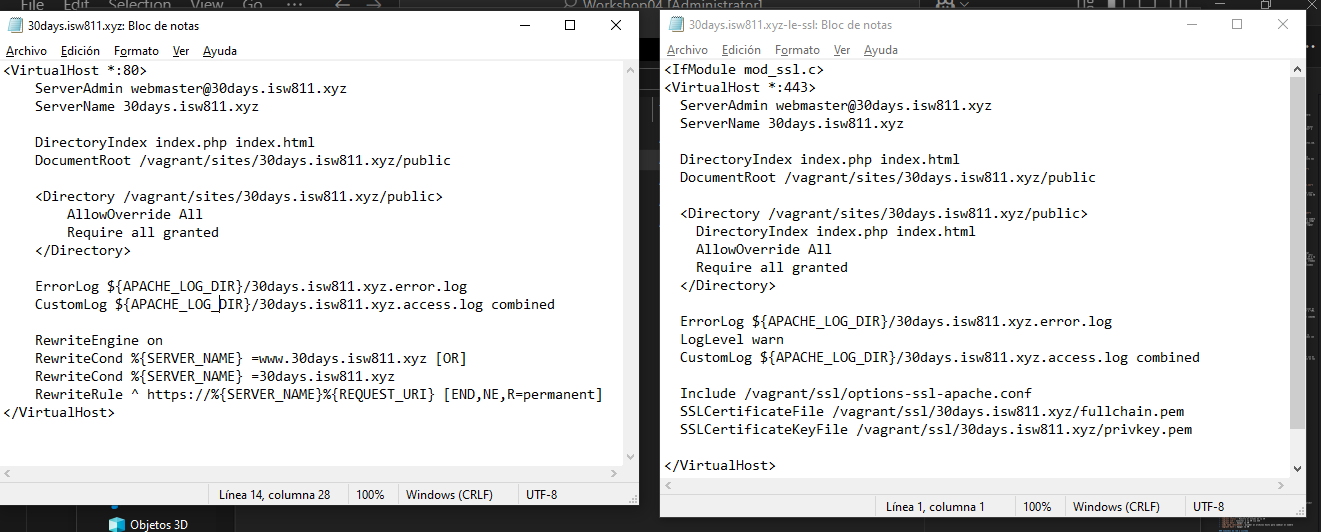 File Edit Selection View Go ···
Workshop04 [Administrator]
30days.isw811.xyz: Bloc de notas
Archivo Edición Formato Ver Ayuda
<VirtualHost *:80>
    ServerAdmin webmaster@30days.isw811.xyz
    ServerName 30days.isw811.xyz

    DirectoryIndex index.php index.html
    DocumentRoot /vagrant/sites/30days.isw811.xyz/public

    <Directory /vagrant/sites/30days.isw811.xyz/public>
        AllowOverride All
        Require all granted
    </Directory>

    ErrorLog ${APACHE_LOG_DIR}/30days.isw811.xyz.error.log
    CustomLog ${APACHE_LOG_DIR}/30days.isw811.xyz.access.log combined

    RewriteEngine on
    RewriteCond %{SERVER_NAME} =www.30days.isw811.xyz [OR]
    RewriteCond %{SERVER_NAME} =30days.isw811.xyz
    RewriteRule ^ https://%{SERVER_NAME}%{REQUEST_URI} [END,NE,R=permanent]
</VirtualHost>
Línea 14, columna 28 100% Windows (CRLF) UTF-8
30days.isw811.xyz-le-ssl: Bloc de notas
Archivo Edición Formato Ver Ayuda
<IfModule mod_ssl.c>
<VirtualHost *:443>
  ServerAdmin webmaster@30days.isw811.xyz
  ServerName 30days.isw811.xyz

  DirectoryIndex index.php index.html
  DocumentRoot /vagrant/sites/30days.isw811.xyz/public

  <Directory /vagrant/sites/30days.isw811.xyz/public>
    DirectoryIndex index.php index.html
    AllowOverride All
    Require all granted
  </Directory>

  ErrorLog ${APACHE_LOG_DIR}/30days.isw811.xyz.error.log
  LogLevel warn
  CustomLog ${APACHE_LOG_DIR}/30days.isw811.xyz.access.log combined

  Include /vagrant/ssl/options-ssl-apache.conf
  SSLCertificateFile /vagrant/ssl/30days.isw811.xyz/fullchain.pem
  SSLCertificateKeyFile /vagrant/ssl/30days.isw811.xyz/privkey.pem

</VirtualHost>
Línea 1, columna 1 100% Windows (CRLF) UTF-8
Objetos 3D